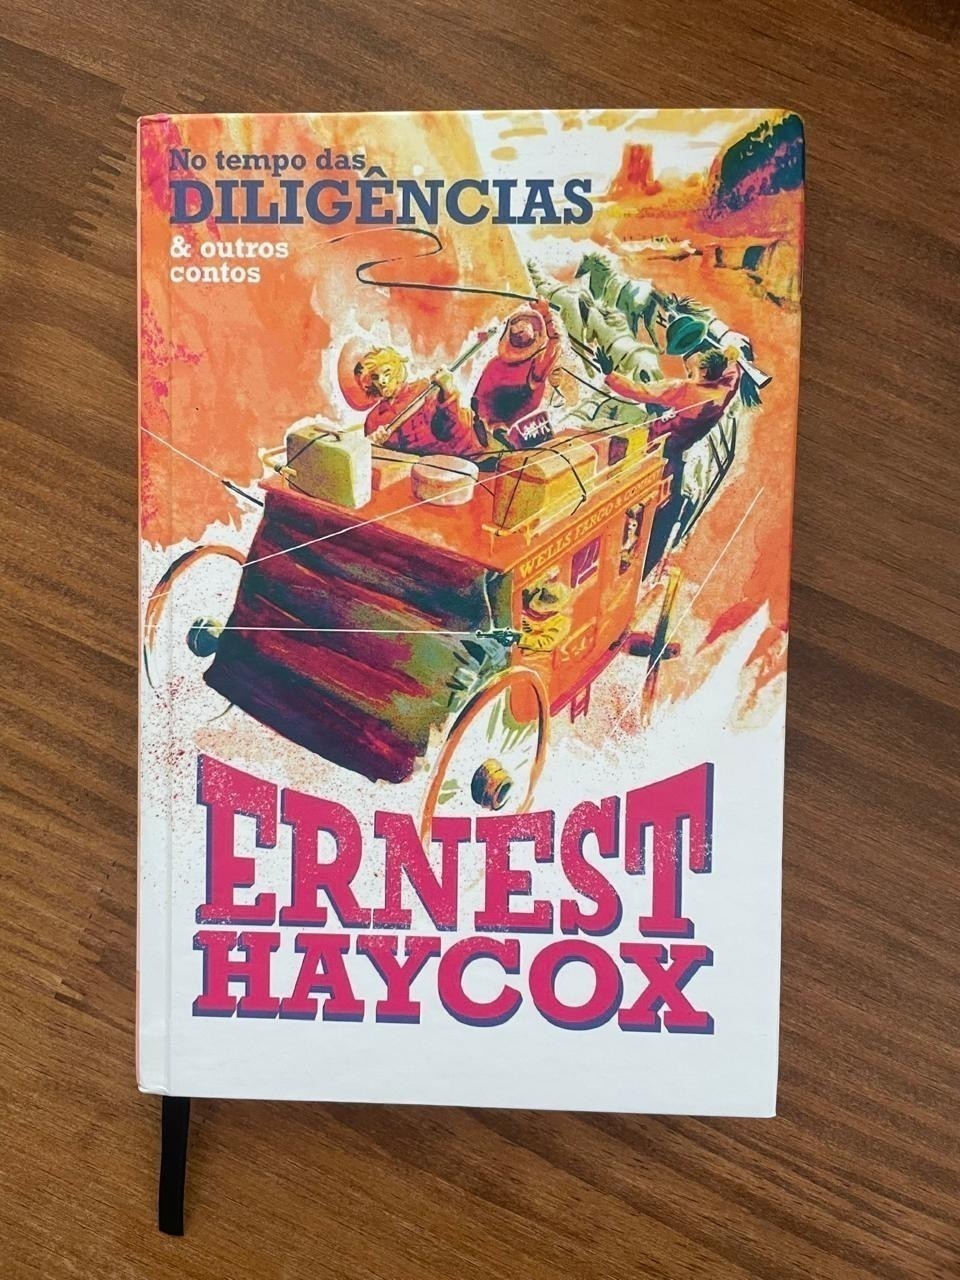 No tempo das
DILIGÊNCIAS
& outros
contos
WELLS FARGO & COMPANY
ERNEST
HAYCOX